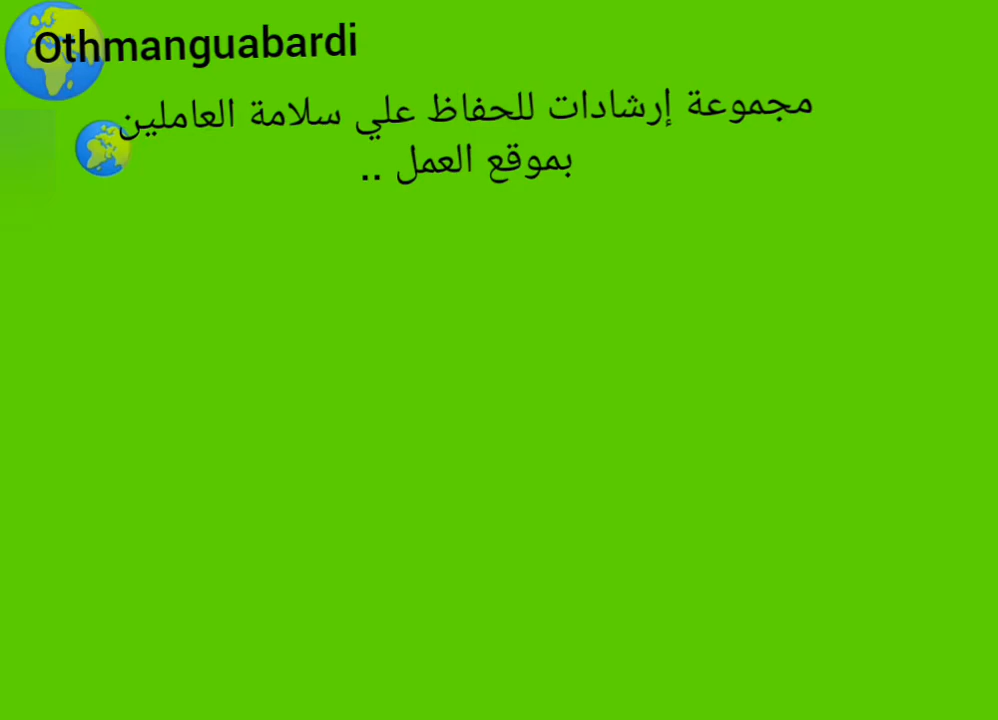 Othmanguabardi
مجموعة إرشادات للحفاظ علي سلامة العاملين
بموقع العمل ..